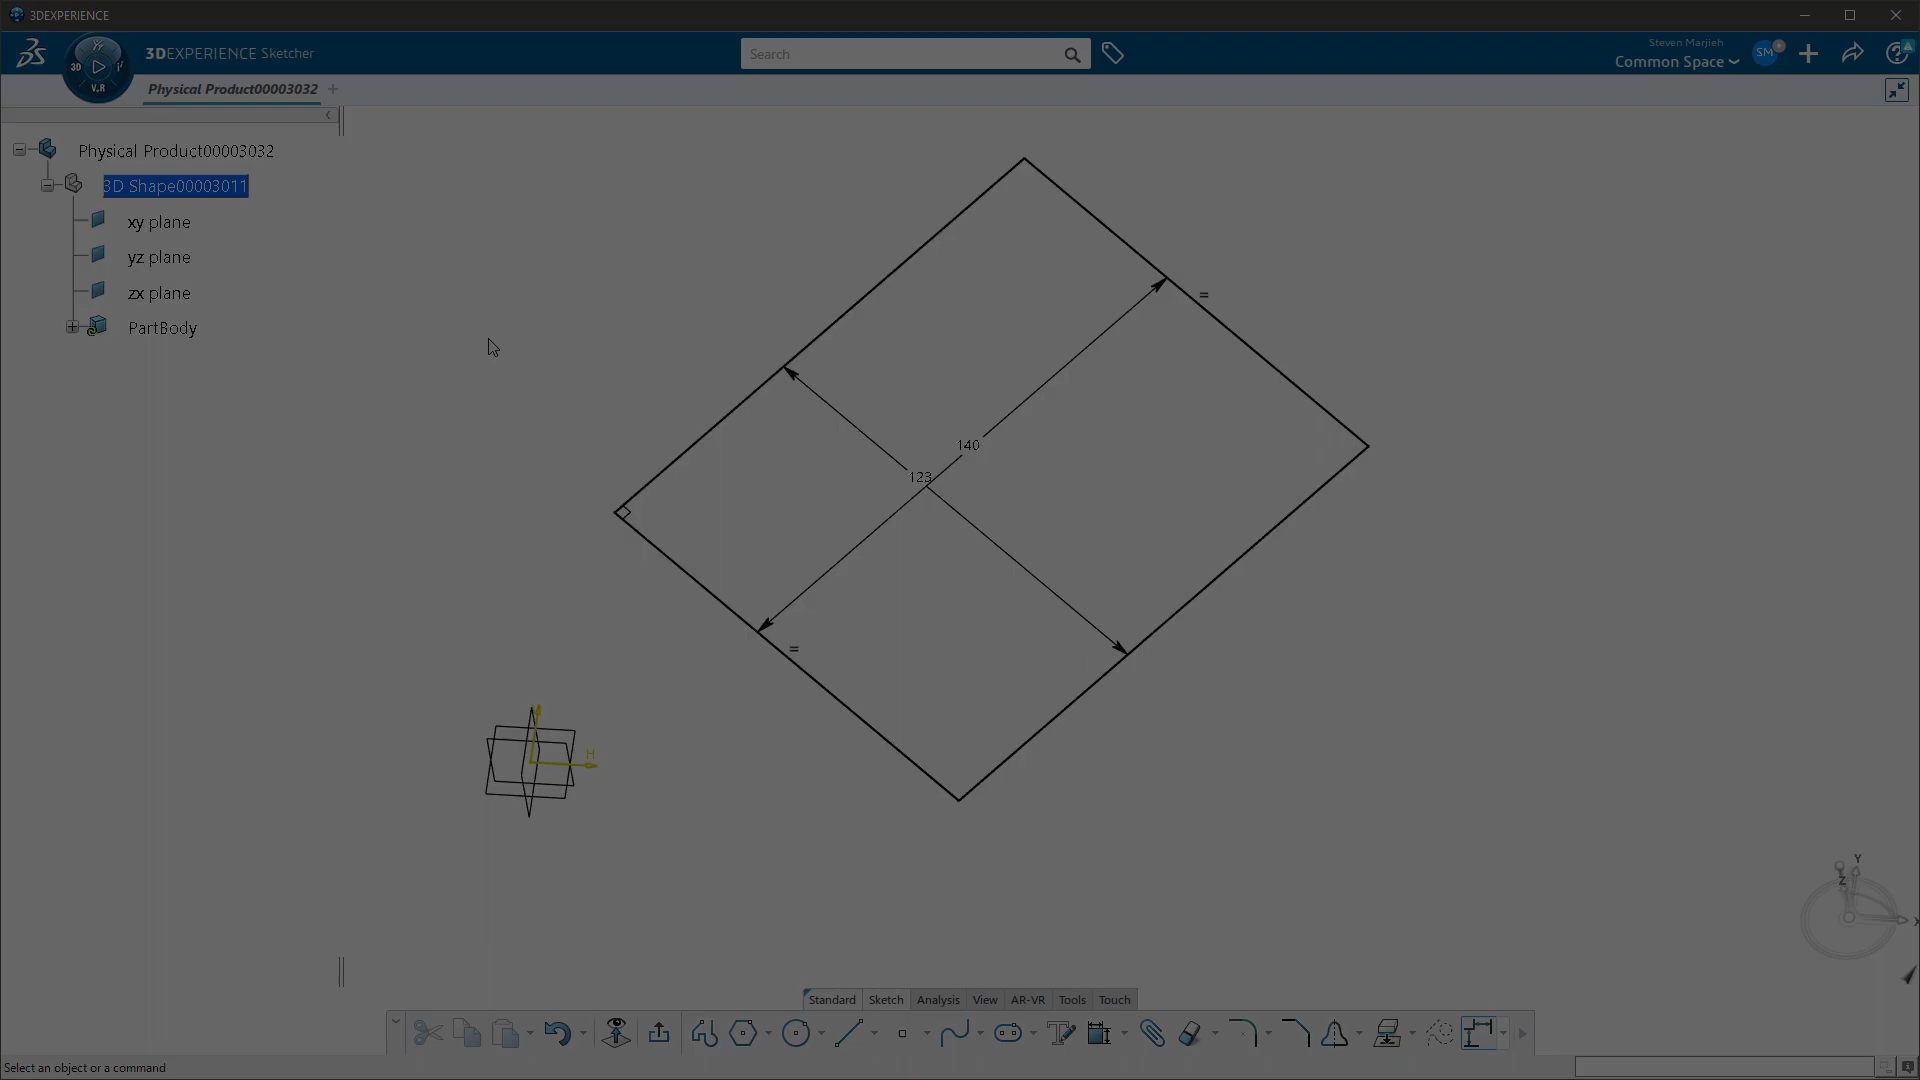 3DEXPERIENCE
3DEXPERIENCE Sketcher
3D
V.R
Search
Steven Marjieh
Common Space
SM
Physical Product00003032
Physical Product00003032
3D Shape00003011
xy plane
yz plane
zx plane
PartBody
=
140
123
=
H
Y
Z
X
Standard
Sketch
Analysis
View
AR-VR
Tools
Touch
Select an object or a command